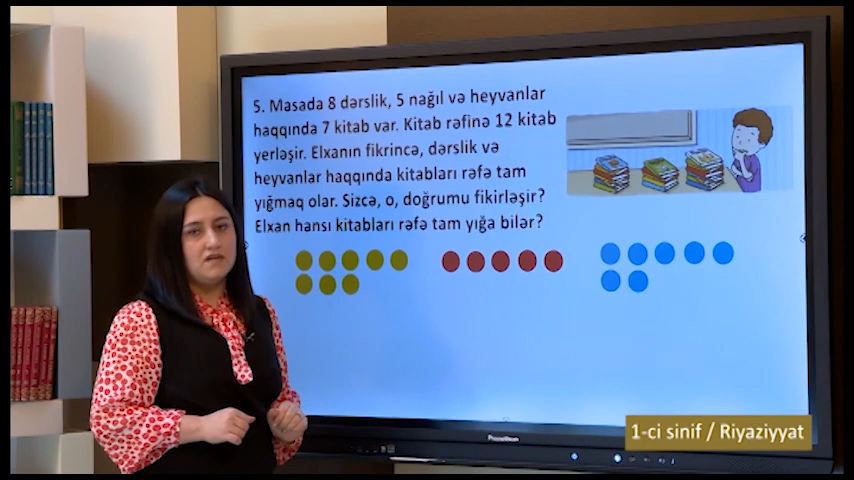 5. Masada 8 dərslik, 5 nağıl və heyvanlar
haqqında 7 kitab var. Kitab rəfinə 12 kitab
yerləşir. Elxanın fikrincə, dərslik və
heyvanlar haqqında kitabları rəfə tam
yığmaq olar. Sizcə, o, doğrumu fikirləşir?
Elxan hansı kitabları rəfə tam yığa bilər?
Promethean
1-ci sinif / Riyaziyyat